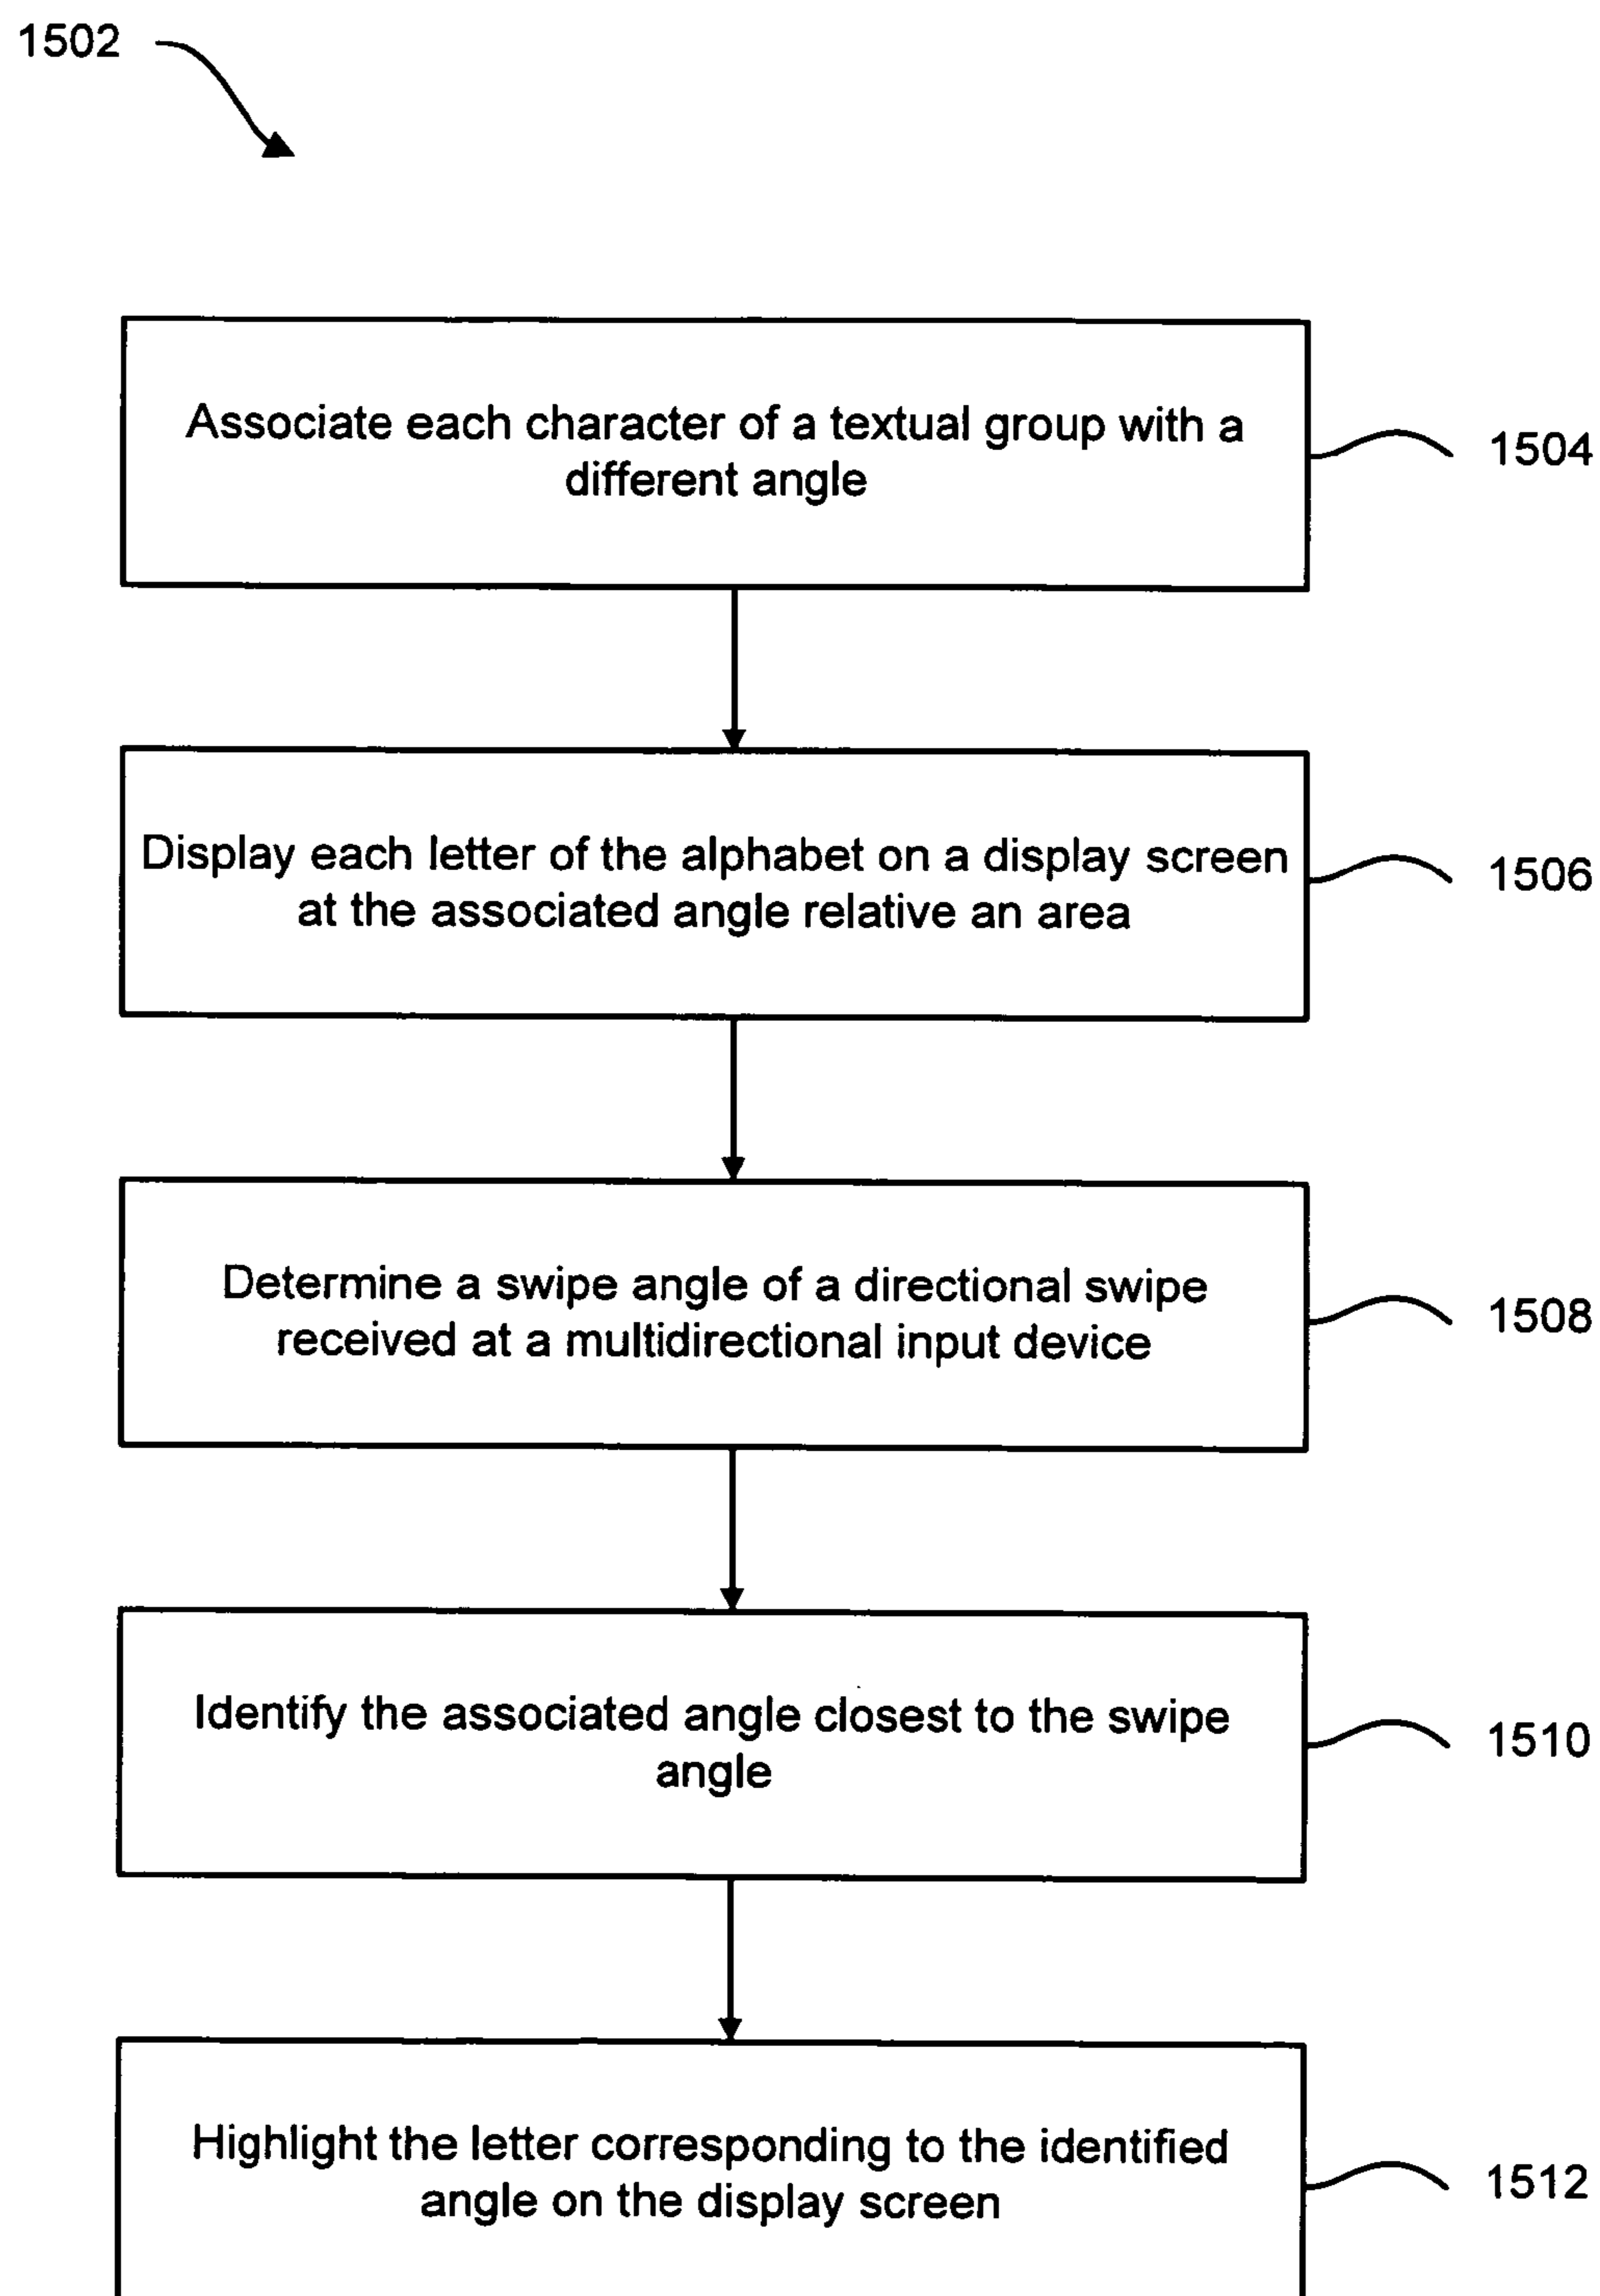 1502
Associate each character of a textual group with a
different angle
1504
Display each letter of the alphabet on a display screen
at the associated angle relative an area
1506
Determine a swipe angle of a directional swipe
received at a multidirectional input device
1508
Identify the associated angle closest to the swipe
angle
1510
Highlight the letter corresponding to the identified
angle on the display screen
1512